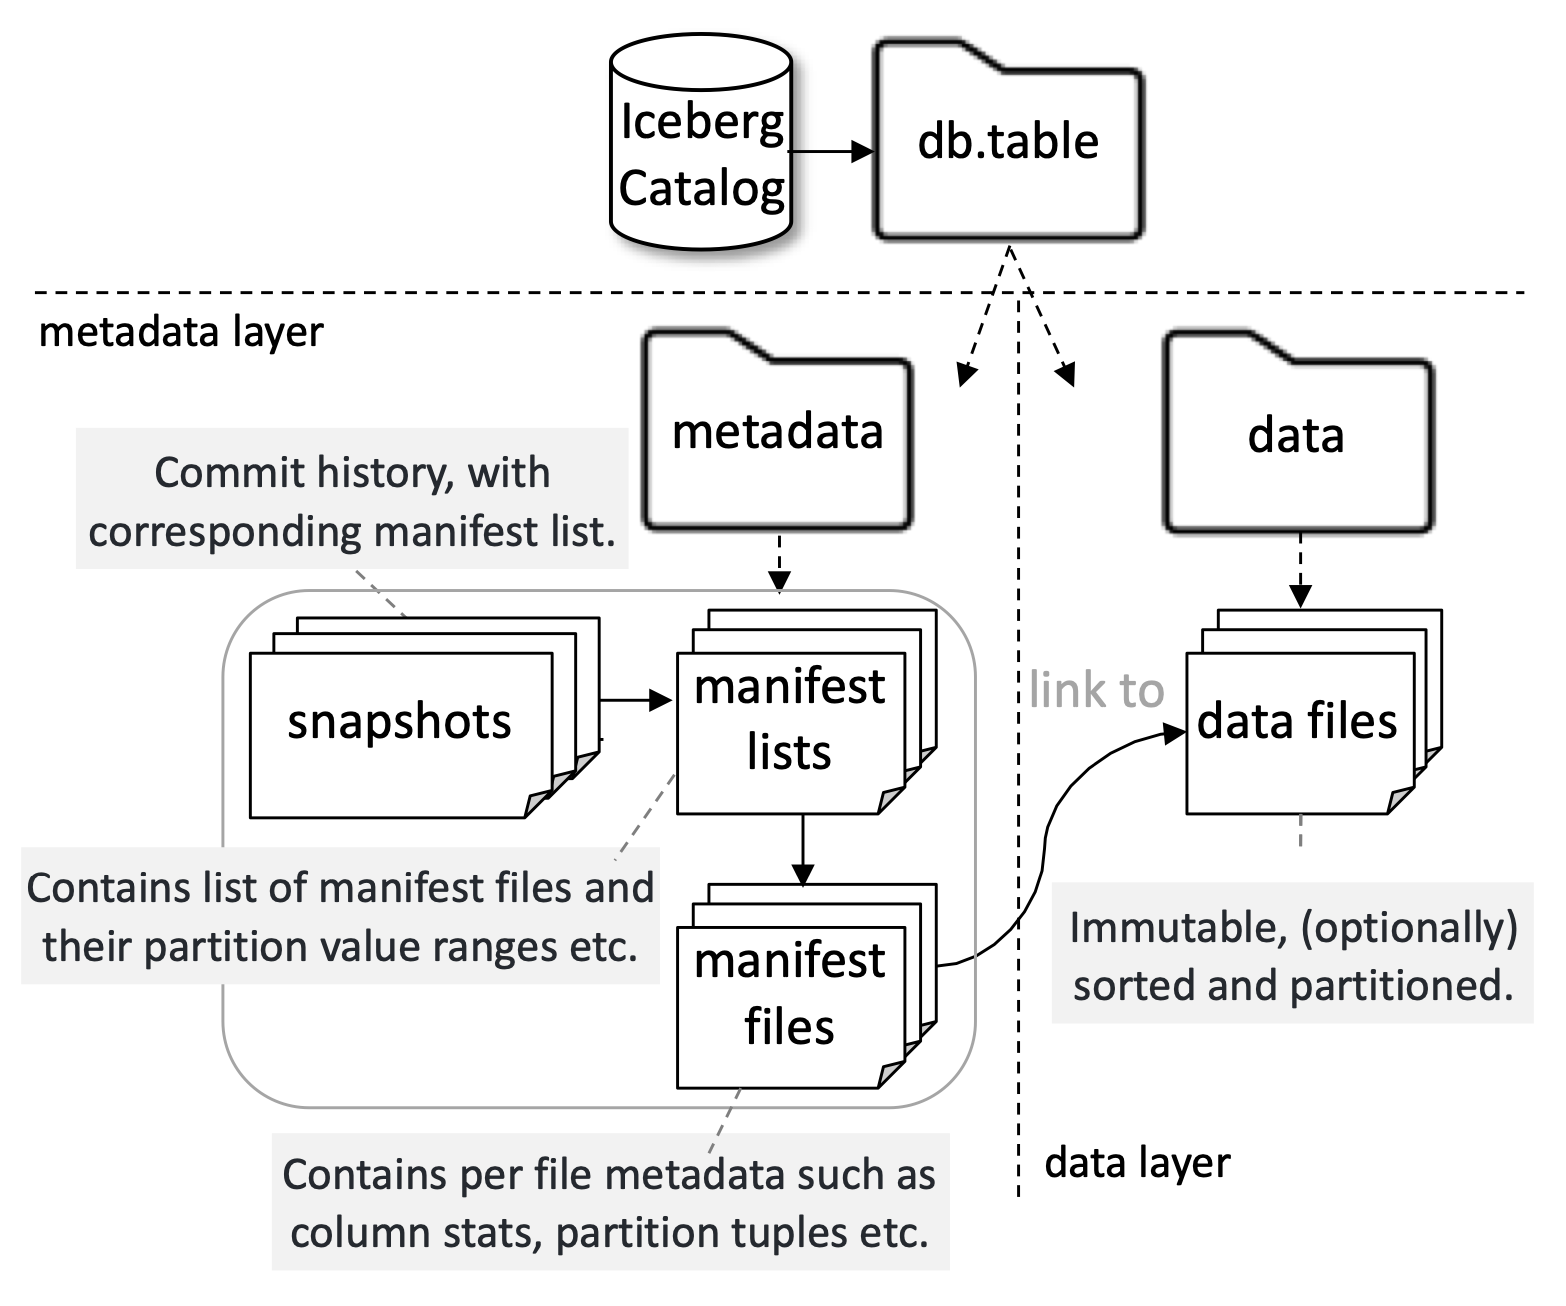 Iceberg
Catalog
db.table
metadata layer
metadata
data
Commit history, with
corresponding manifest list.
snapshots
manifest
lists
link to
data files
Contains list of manifest files and
their partition value ranges etc.
manifest
files
Immutable, (optionally)
sorted and partitioned.
Contains per file metadata such as
column stats, partition tuples etc.
data layer